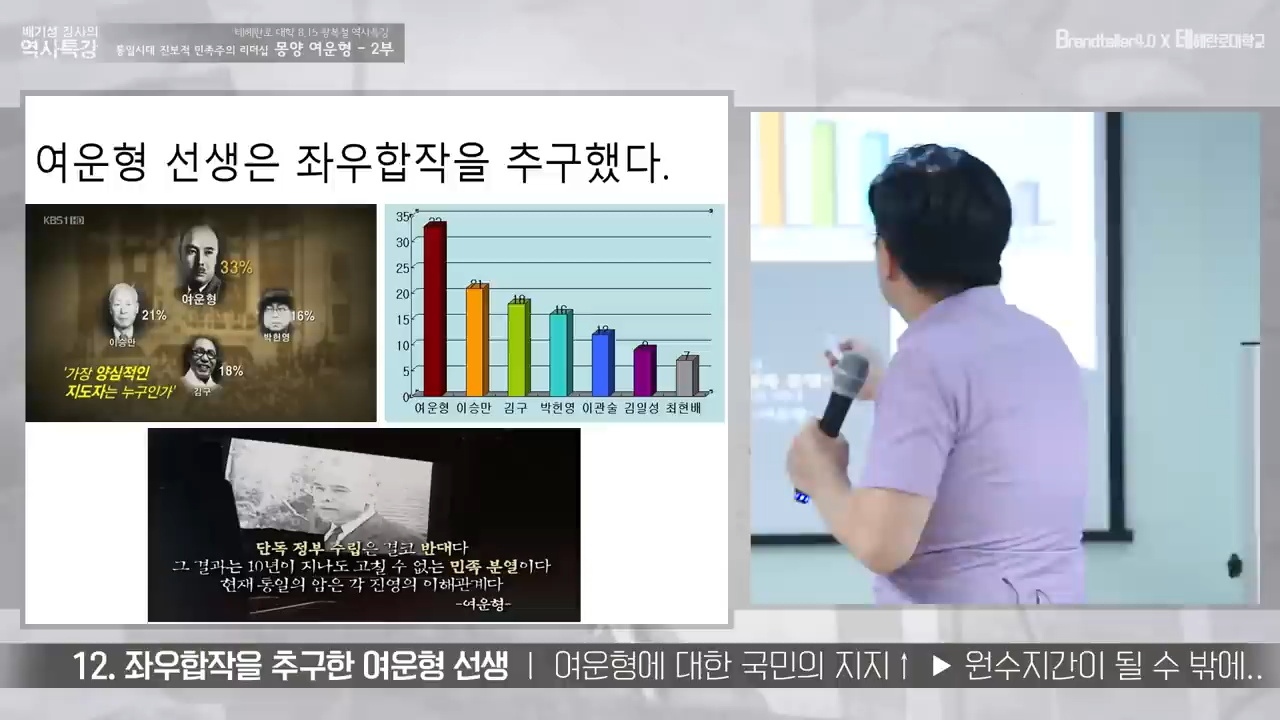 배기성 강사의
역사특강
테헤란로 대학 8.15 광복절 역사특강
통일시대 진보적 민족주의 리더십 몽양 여운형 - 2부
Brandteller4.0 X 테헤란로대학교
여운형 선생은 좌우합작을 추구했다.
KBS1 HD
33%
여운형
21%
이승만
16%
박헌영
18%
김구
'가장 양심적인
지도자는 누구인가'
35
30
25
20
15
10
5
0
33
21
18
16
12
9
7
여운형 이승만 김구 박헌영 이관술 김일성 최현배
단독 정부 수립은 결코 반대다
그 결과는 10년이 지나도 고칠 수 없는 민족 분열이다
현재 통일의 암은 각 진영의 이해관계다
-여운형-
12. 좌우합작을 추구한 여운형 선생 | 여운형에 대한 국민의 지지↑ ▶ 원수지간이 될 수 밖에..